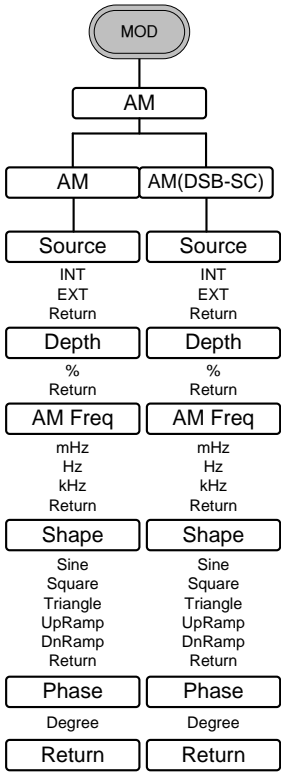 MOD
AM
AM AM(DSB-SC)
Source Source
INT INT
EXT EXT
Return Return
Depth Depth
% %
Return Return
AM Freq AM Freq
mHz mHz
Hz Hz
kHz kHz
Return Return
Shape Shape
Sine Sine
Square Square
Triangle Triangle
UpRamp UpRamp
DnRamp DnRamp
Return Return
Phase Phase
Degree Degree
Return Return